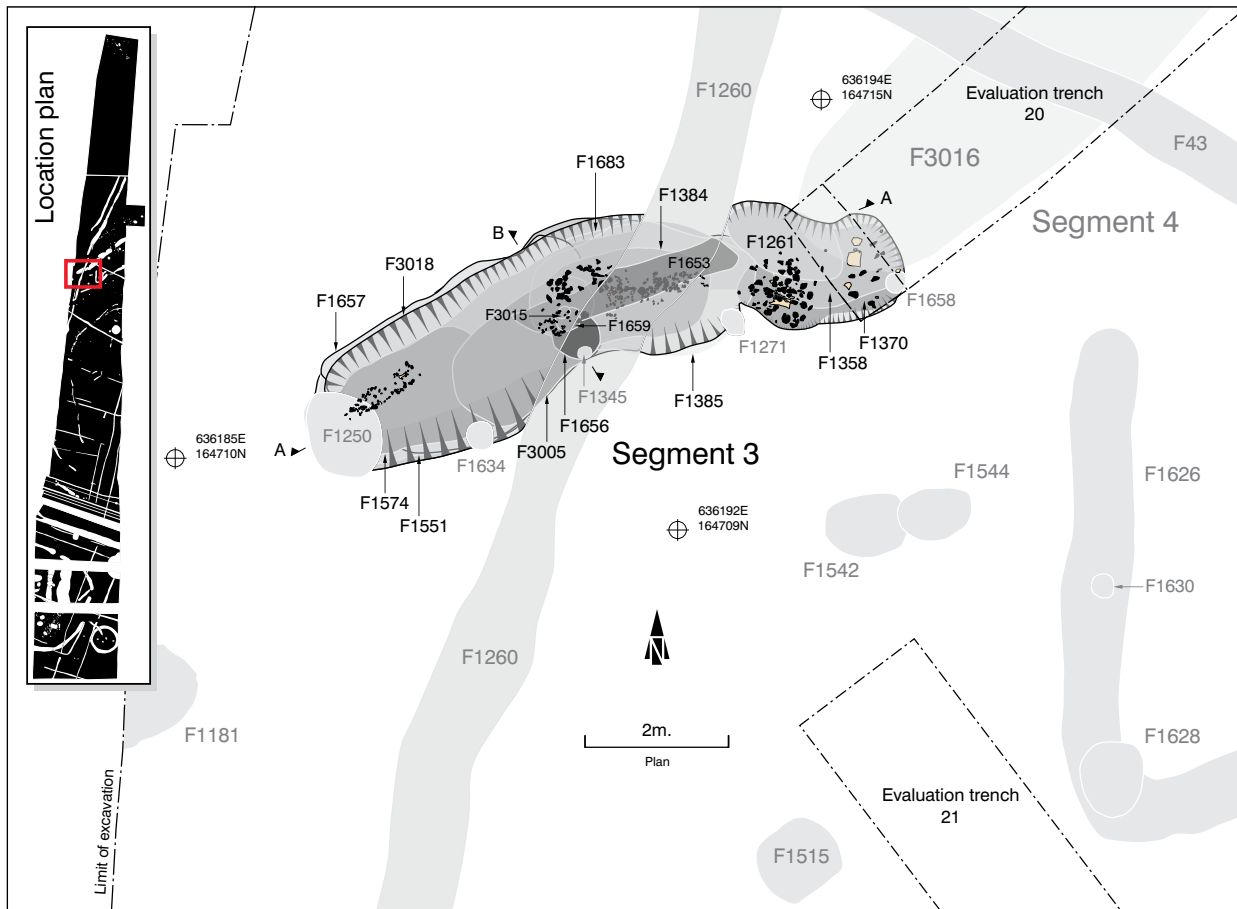 Location plan
F1260
636194E
164715N
Evaluation trench
20
F43
F3016
Segment 4
F1683
F1384
A
B
F1261
F1653
F3018
F1657
F1658
F3015
F1659
F1271
F1358
F1370
F1345
F1385
F1250
636185E
164710N
A
F1656
F3005
F1634
Segment 3
F1574
F1551
636192E
164709N
F1544
F1626
F1542
F1630
N
F1260
2m.
Plan
F1181
F1628
Evaluation trench
21
Limit of excavation
F1515